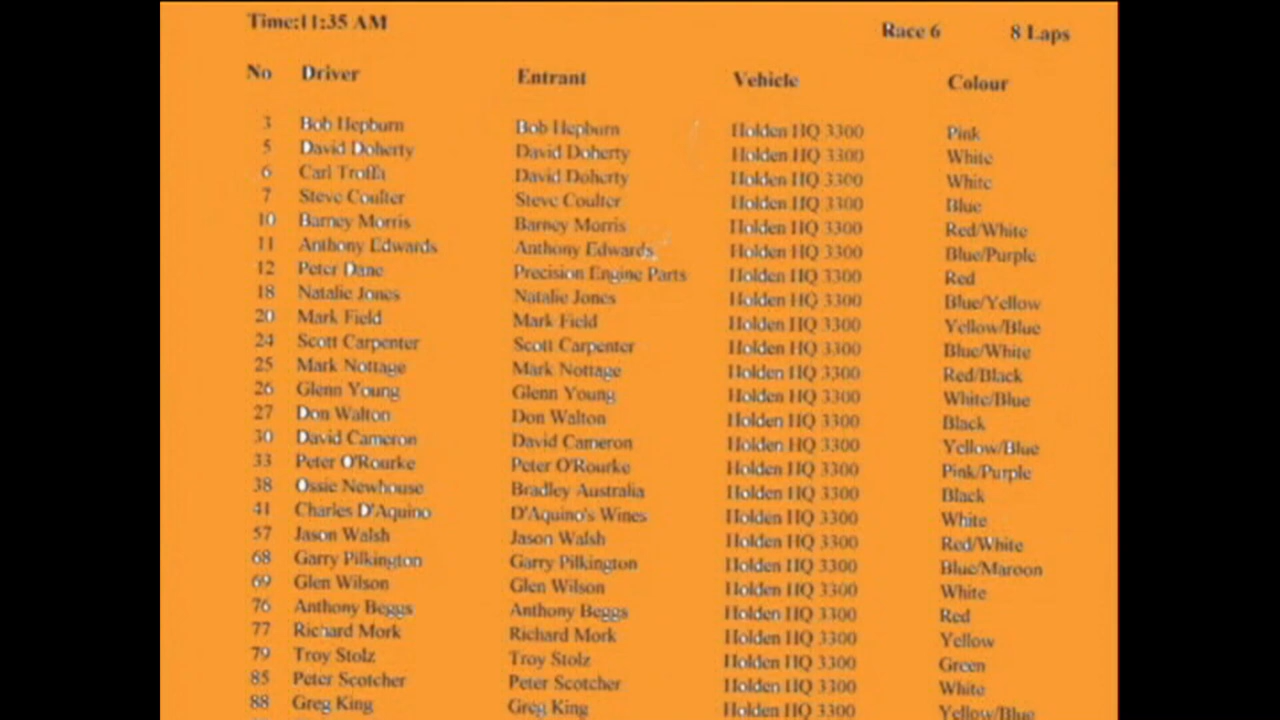 Time:11:35 AM Race 6 8 Laps
No Driver Entrant Vehicle Colour
3 Bob Hepburn Bob Hepburn Holden HQ 3300 Pink
5 David Doherty David Doherty Holden HQ 3300 White
6 Carl Troffa David Doherty Holden HQ 3300 White
7 Steve Coulter Steve Coulter Holden HQ 3300 Blue
10 Barney Morris Barney Morris Holden HQ 3300 Red/White
11 Anthony Edwards Anthony Edwards Holden HQ 3300 Blue/Purple
12 Peter Dane Precision Engine Parts Holden HQ 3300 Red
18 Natalie Jones Natalie Jones Holden HQ 3300 Blue/Yellow
20 Mark Field Mark Field Holden HQ 3300 Yellow/Blue
24 Scott Carpenter Scott Carpenter Holden HQ 3300 Blue/White
25 Mark Nottage Mark Nottage Holden HQ 3300 Red/Black
26 Glenn Young Glenn Young Holden HQ 3300 White/Blue
27 Don Walton Don Walton Holden HQ 3300 Black
30 David Cameron David Cameron Holden HQ 3300 Yellow/Blue
33 Peter O'Rourke Peter O'Rourke Holden HQ 3300 Pink/Purple
38 Ossie Newhouse Bradley Australia Holden HQ 3300 Black
41 Charles D'Aquino D'Aquino's Wines Holden HQ 3300 White
57 Jason Walsh Jason Walsh Holden HQ 3300 Red/White
68 Garry Pilkington Garry Pilkington Holden HQ 3300 Blue/Maroon
69 Glen Wilson Glen Wilson Holden HQ 3300 White
76 Anthony Beggs Anthony Beggs Holden HQ 3300 Red
77 Richard Mork Richard Mork Holden HQ 3300 Yellow
79 Troy Stolz Troy Stolz Holden HQ 3300 Green
85 Peter Scotcher Peter Scotcher Holden HQ 3300 White
88 Greg King Greg King Holden HQ 3300 Yellow/Blue